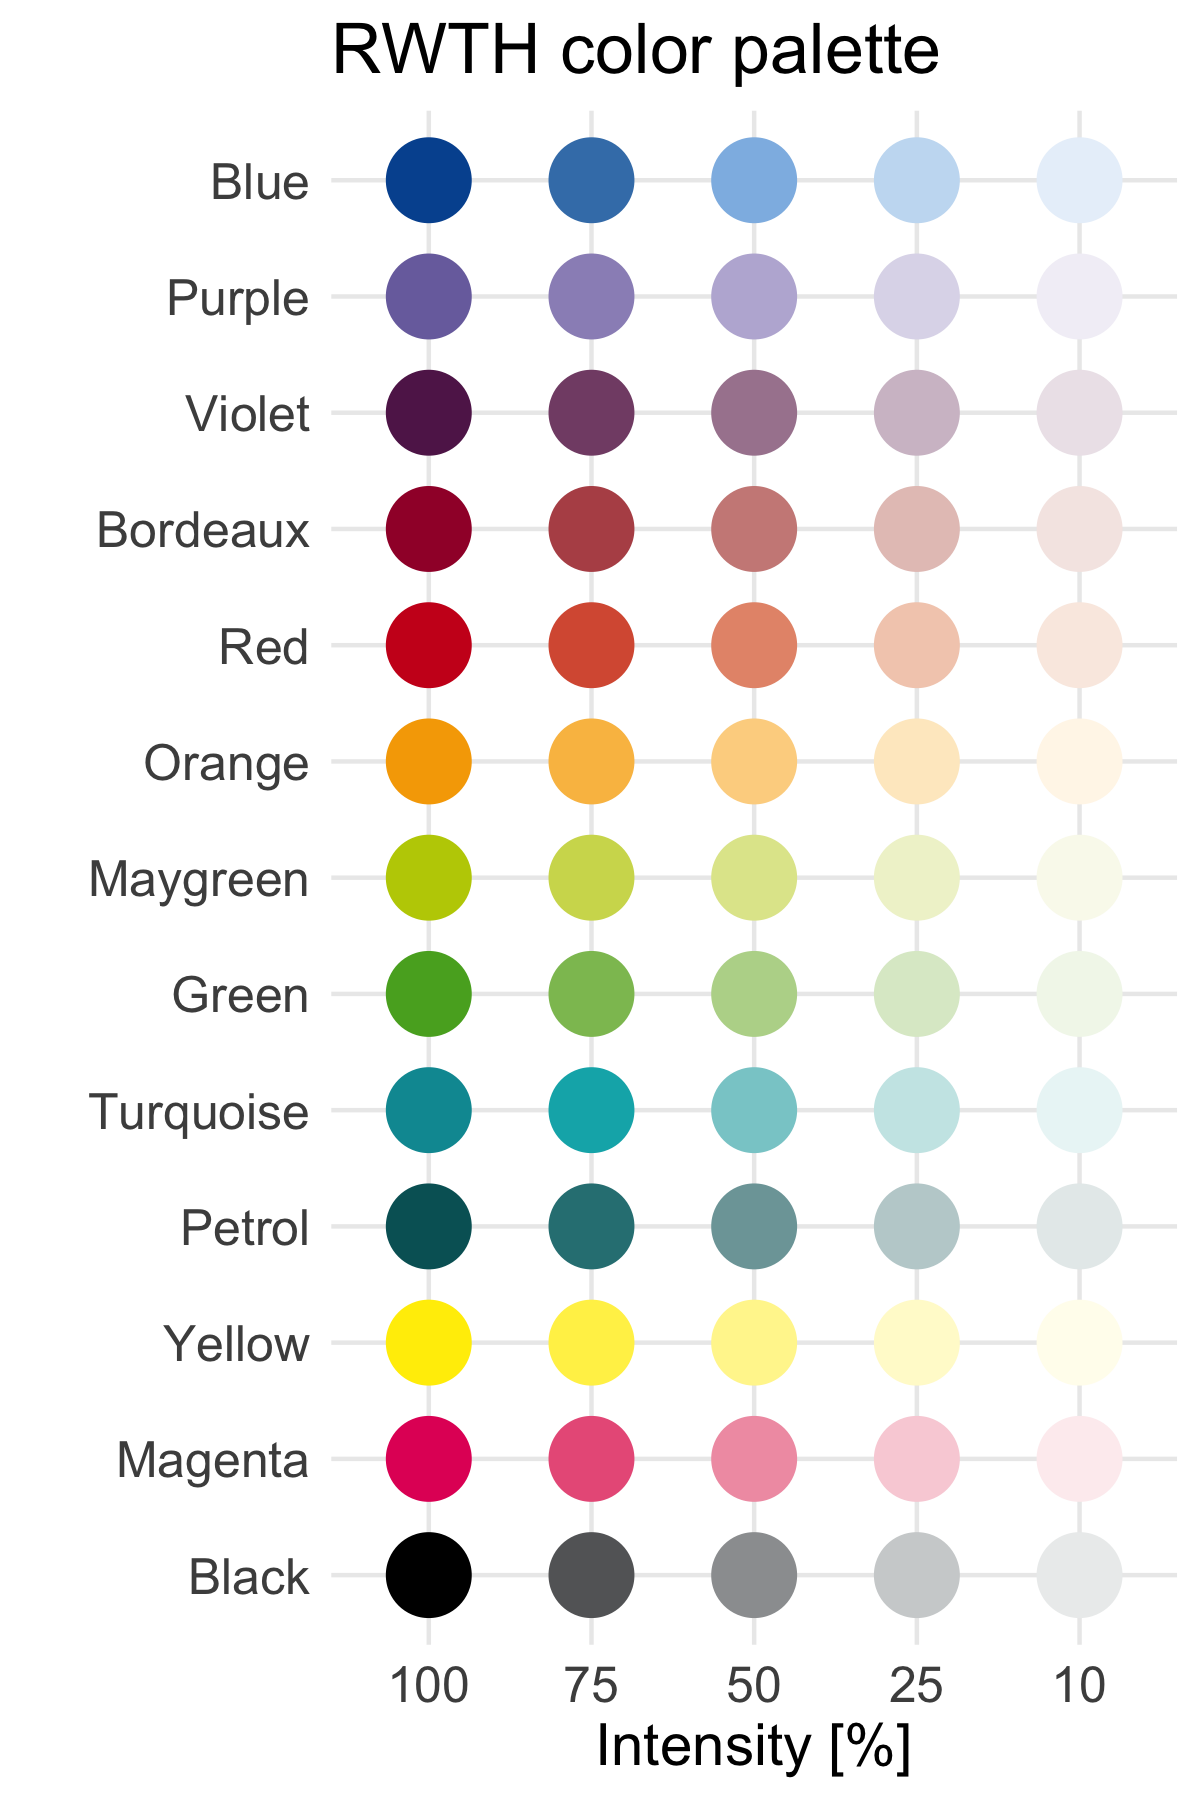 RWTH color palette
Blue
Purple
Violet
Bordeaux
Red
Orange
Maygreen
Green
Turquoise
Petrol
Yellow
Magenta
Black
100 75 50 25 10
Intensity [%]